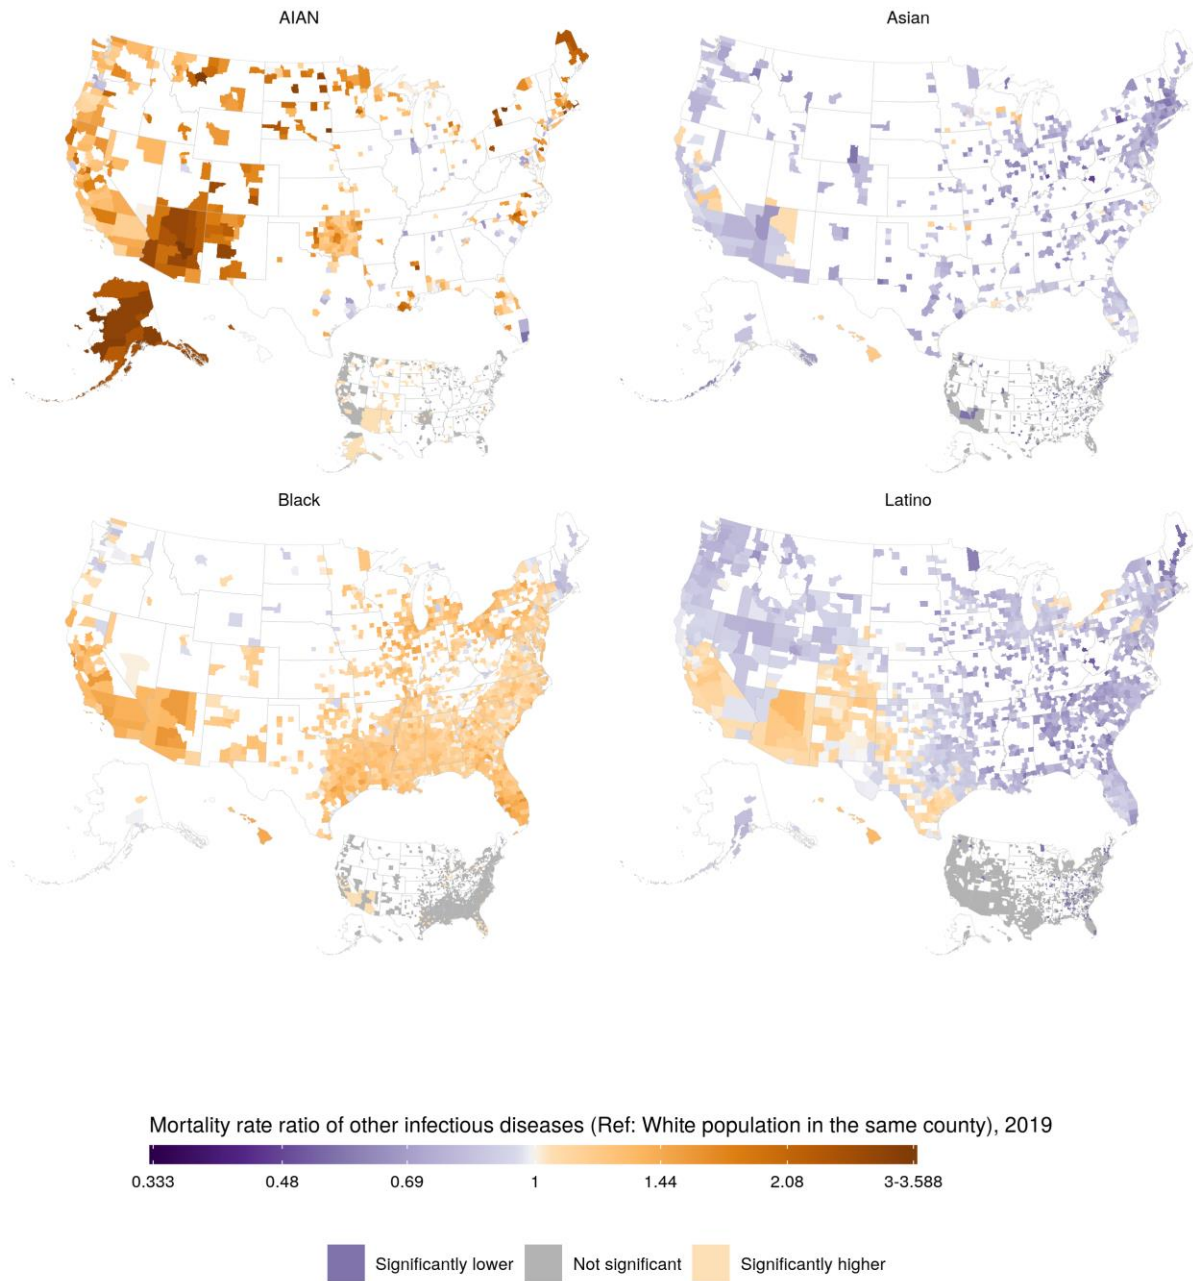 AIAN
Asian
Black
Latino
Mortality rate ratio of other infectious diseases (Ref: White population in the same county), 2019
0.333 0.48 0.69 1 1.44 2.08 3-3.588
Significantly lower Not significant Significantly higher